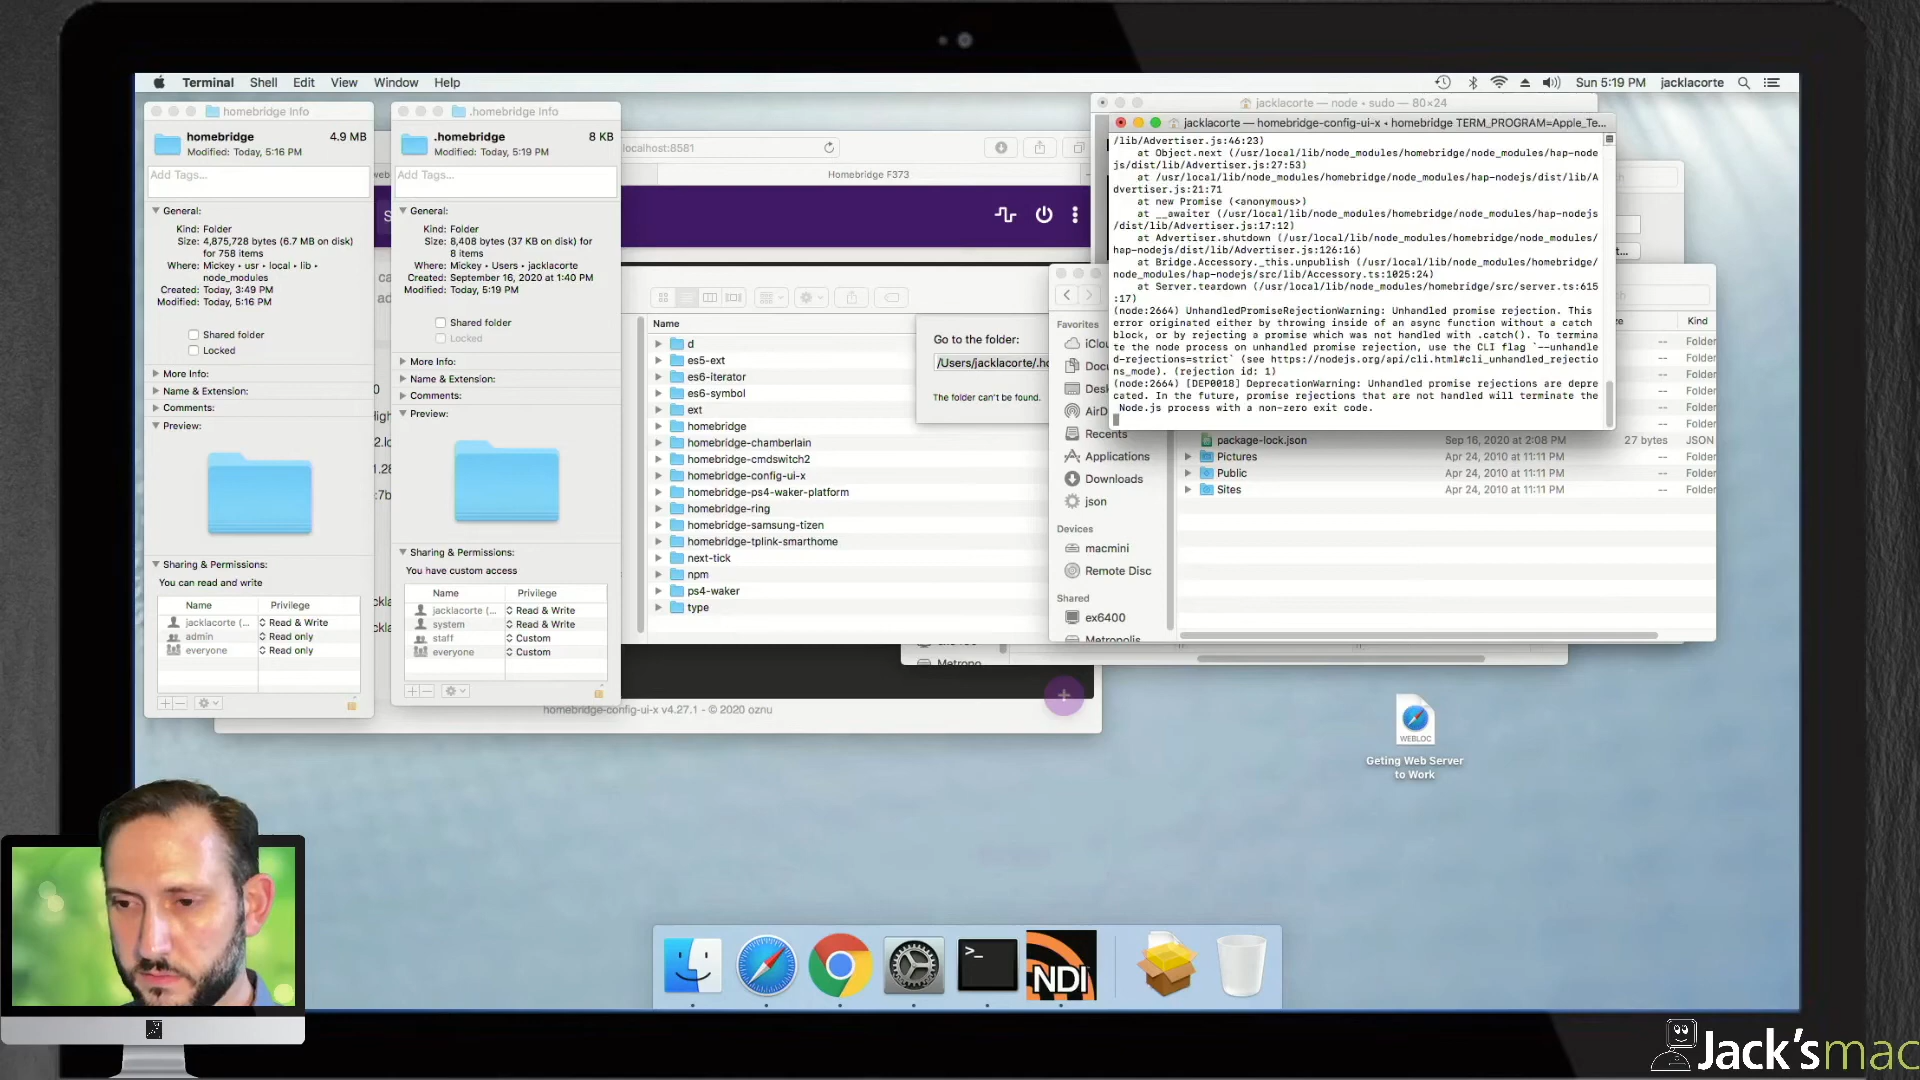 Terminal Shell Edit View Window Help
Sun 5:19 PM jacklacorte
homebridge Info
homebridge 4.9 MB
Modified: Today, 5:16 PM
Add Tags...
General:
Kind: Folder
Size: 4,875,728 bytes (6.7 MB on disk)
for 758 items
Where: Mickey • usr • local • lib •
node_modules
Created: Today, 3:49 PM
Modified: Today, 5:16 PM
Shared folder
Locked
More Info:
Name & Extension:
Comments:
Preview:
Sharing & Permissions:
You can read and write
Name Privilege
jacklacorte (... Read & Write
admin Read only
everyone Read only
.homebridge Info
.homebridge 8 KB
Modified: Today, 5:19 PM
Add Tags...
General:
Kind: Folder
Size: 8,408 bytes (37 KB on disk) for
8 items
Where: Mickey • Users • jacklacorte
Created: September 16, 2020 at 1:40 PM
Modified: Today, 5:19 PM
Shared folder
Locked
More Info:
Name & Extension:
Comments:
Preview:
Sharing & Permissions:
You have custom access
Name Privilege
jacklacorte (... Read & Write
system Read & Write
staff Custom
everyone Custom
localhost:8581
Homebridge F373
Name
d
es5-ext
es6-iterator
es6-symbol
ext
homebridge
homebridge-chamberlain
homebridge-cmdswitch2
homebridge-config-ui-x
homebridge-ps4-waker-platform
homebridge-ring
homebridge-samsung-tizen
homebridge-tplink-smarthome
next-tick
npm
ps4-waker
type
Go to the folder:
/Users/jacklacorte/.ho
The folder can't be found.
homebridge-config-ui-x v4.27.1 - © 2020 oznu
jacklacorte — node • sudo — 80×24
jacklacorte — homebridge-config-ui-x • homebridge TERM_PROGRAM=Apple_Te...
/lib/Advertiser.js:46:23)
at Object.next (/usr/local/lib/node_modules/homebridge/node_modules/hap-node
js/dist/lib/Advertiser.js:27:53)
at /usr/local/lib/node_modules/homebridge/node_modules/hap-nodejs/dist/lib/A
dvertiser.js:21:71
at new Promise (<anonymous>)
at __awaiter (/usr/local/lib/node_modules/homebridge/node_modules/hap-nodejs
/dist/lib/Advertiser.js:17:12)
at Advertiser.shutdown (/usr/local/lib/node_modules/homebridge/node_modules/
hap-nodejs/dist/lib/Advertiser.js:126:16)
at Bridge.Accessory._this.unpublish (/usr/local/lib/node_modules/homebridge/
node_modules/hap-nodejs/src/lib/Accessory.ts:1025:24)
at Server.teardown (/usr/local/lib/node_modules/homebridge/src/server.ts:615
:17)
(node:2664) UnhandledPromiseRejectionWarning: Unhandled promise rejection. This
error originated either by throwing inside of an async function without a catch
block, or by rejecting a promise which was not handled with .catch(). To termina
te the node process on unhandled promise rejection, use the CLI flag `--unhandle
d-rejections=strict` (see https://nodejs.org/api/cli.html#cli_unhandled_rejectio
ns_mode). (rejection id: 1)
(node:2664) [DEP0018] DeprecationWarning: Unhandled promise rejections are depre
cated. In the future, promise rejections that are not handled will terminate the
Node.js process with a non-zero exit code.
Favorites
iClou
Docu
Desk
AirD
Recents
Applications
Downloads
json
Devices
macmini
Remote Disc
Shared
ex6400
Metropolis
Kind
Folder
Folder
Folder
Folder
Folder
Folder
package-lock.json Sep 16, 2020 at 2:08 PM 27 bytes JSON
Pictures Apr 24, 2010 at 11:11 PM -- Folder
Public Apr 24, 2010 at 11:11 PM -- Folder
Sites Apr 24, 2010 at 11:11 PM -- Folder
Metropo
WEBLOC
Geting Web Server
to Work
NDI
Jack'smac